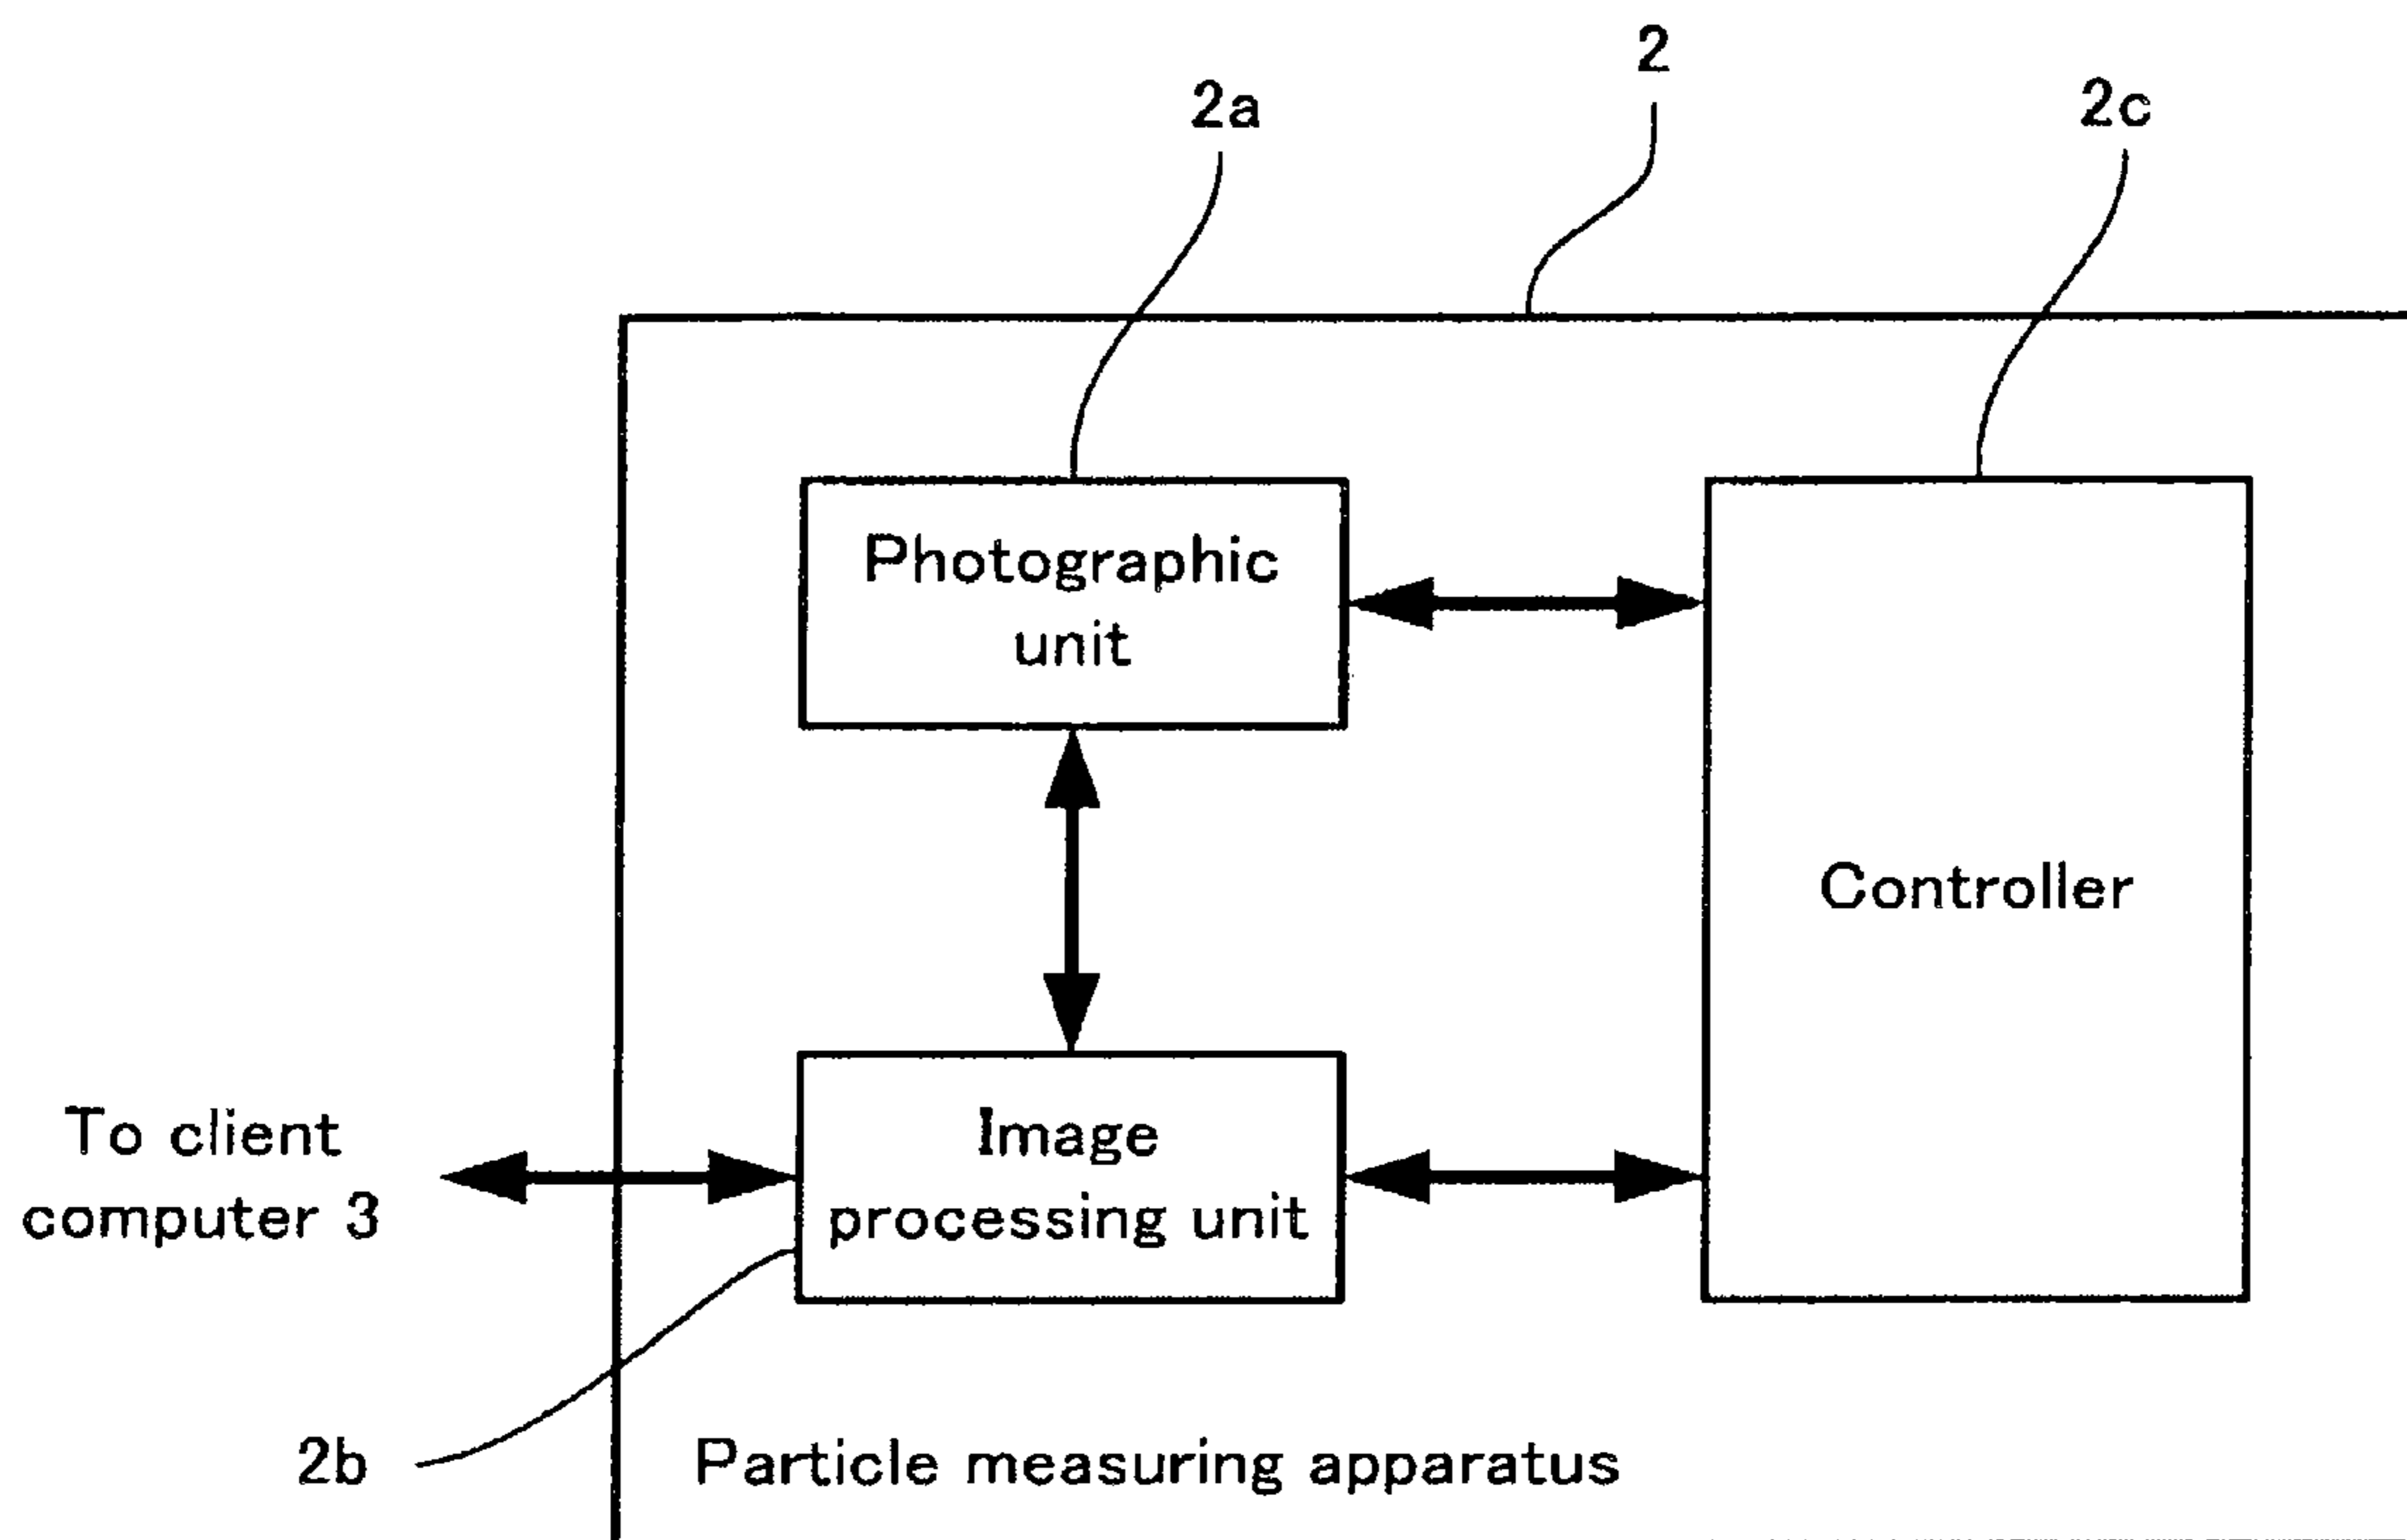 2
2a
2c
Photographic
unit
Controller
To client
computer 3
Image
processing unit
2b
Particle measuring apparatus